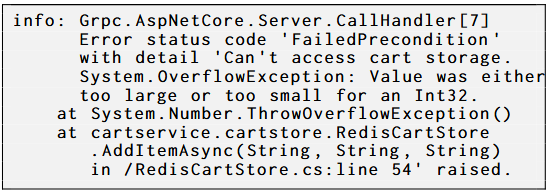 info: Grpc.AspNetCore.Server.CallHandler[7]
Error status code 'FailedPrecondition'
with detail 'Can't access cart storage.
System.OverflowException: Value was either
too large or too small for an Int32.
at System.Number.ThrowOverflowException()
at cartservice.cartstore.RedisCartStore
.AddItemAsync(String, String, String)
in /RedisCartStore.cs:line 54' raised.